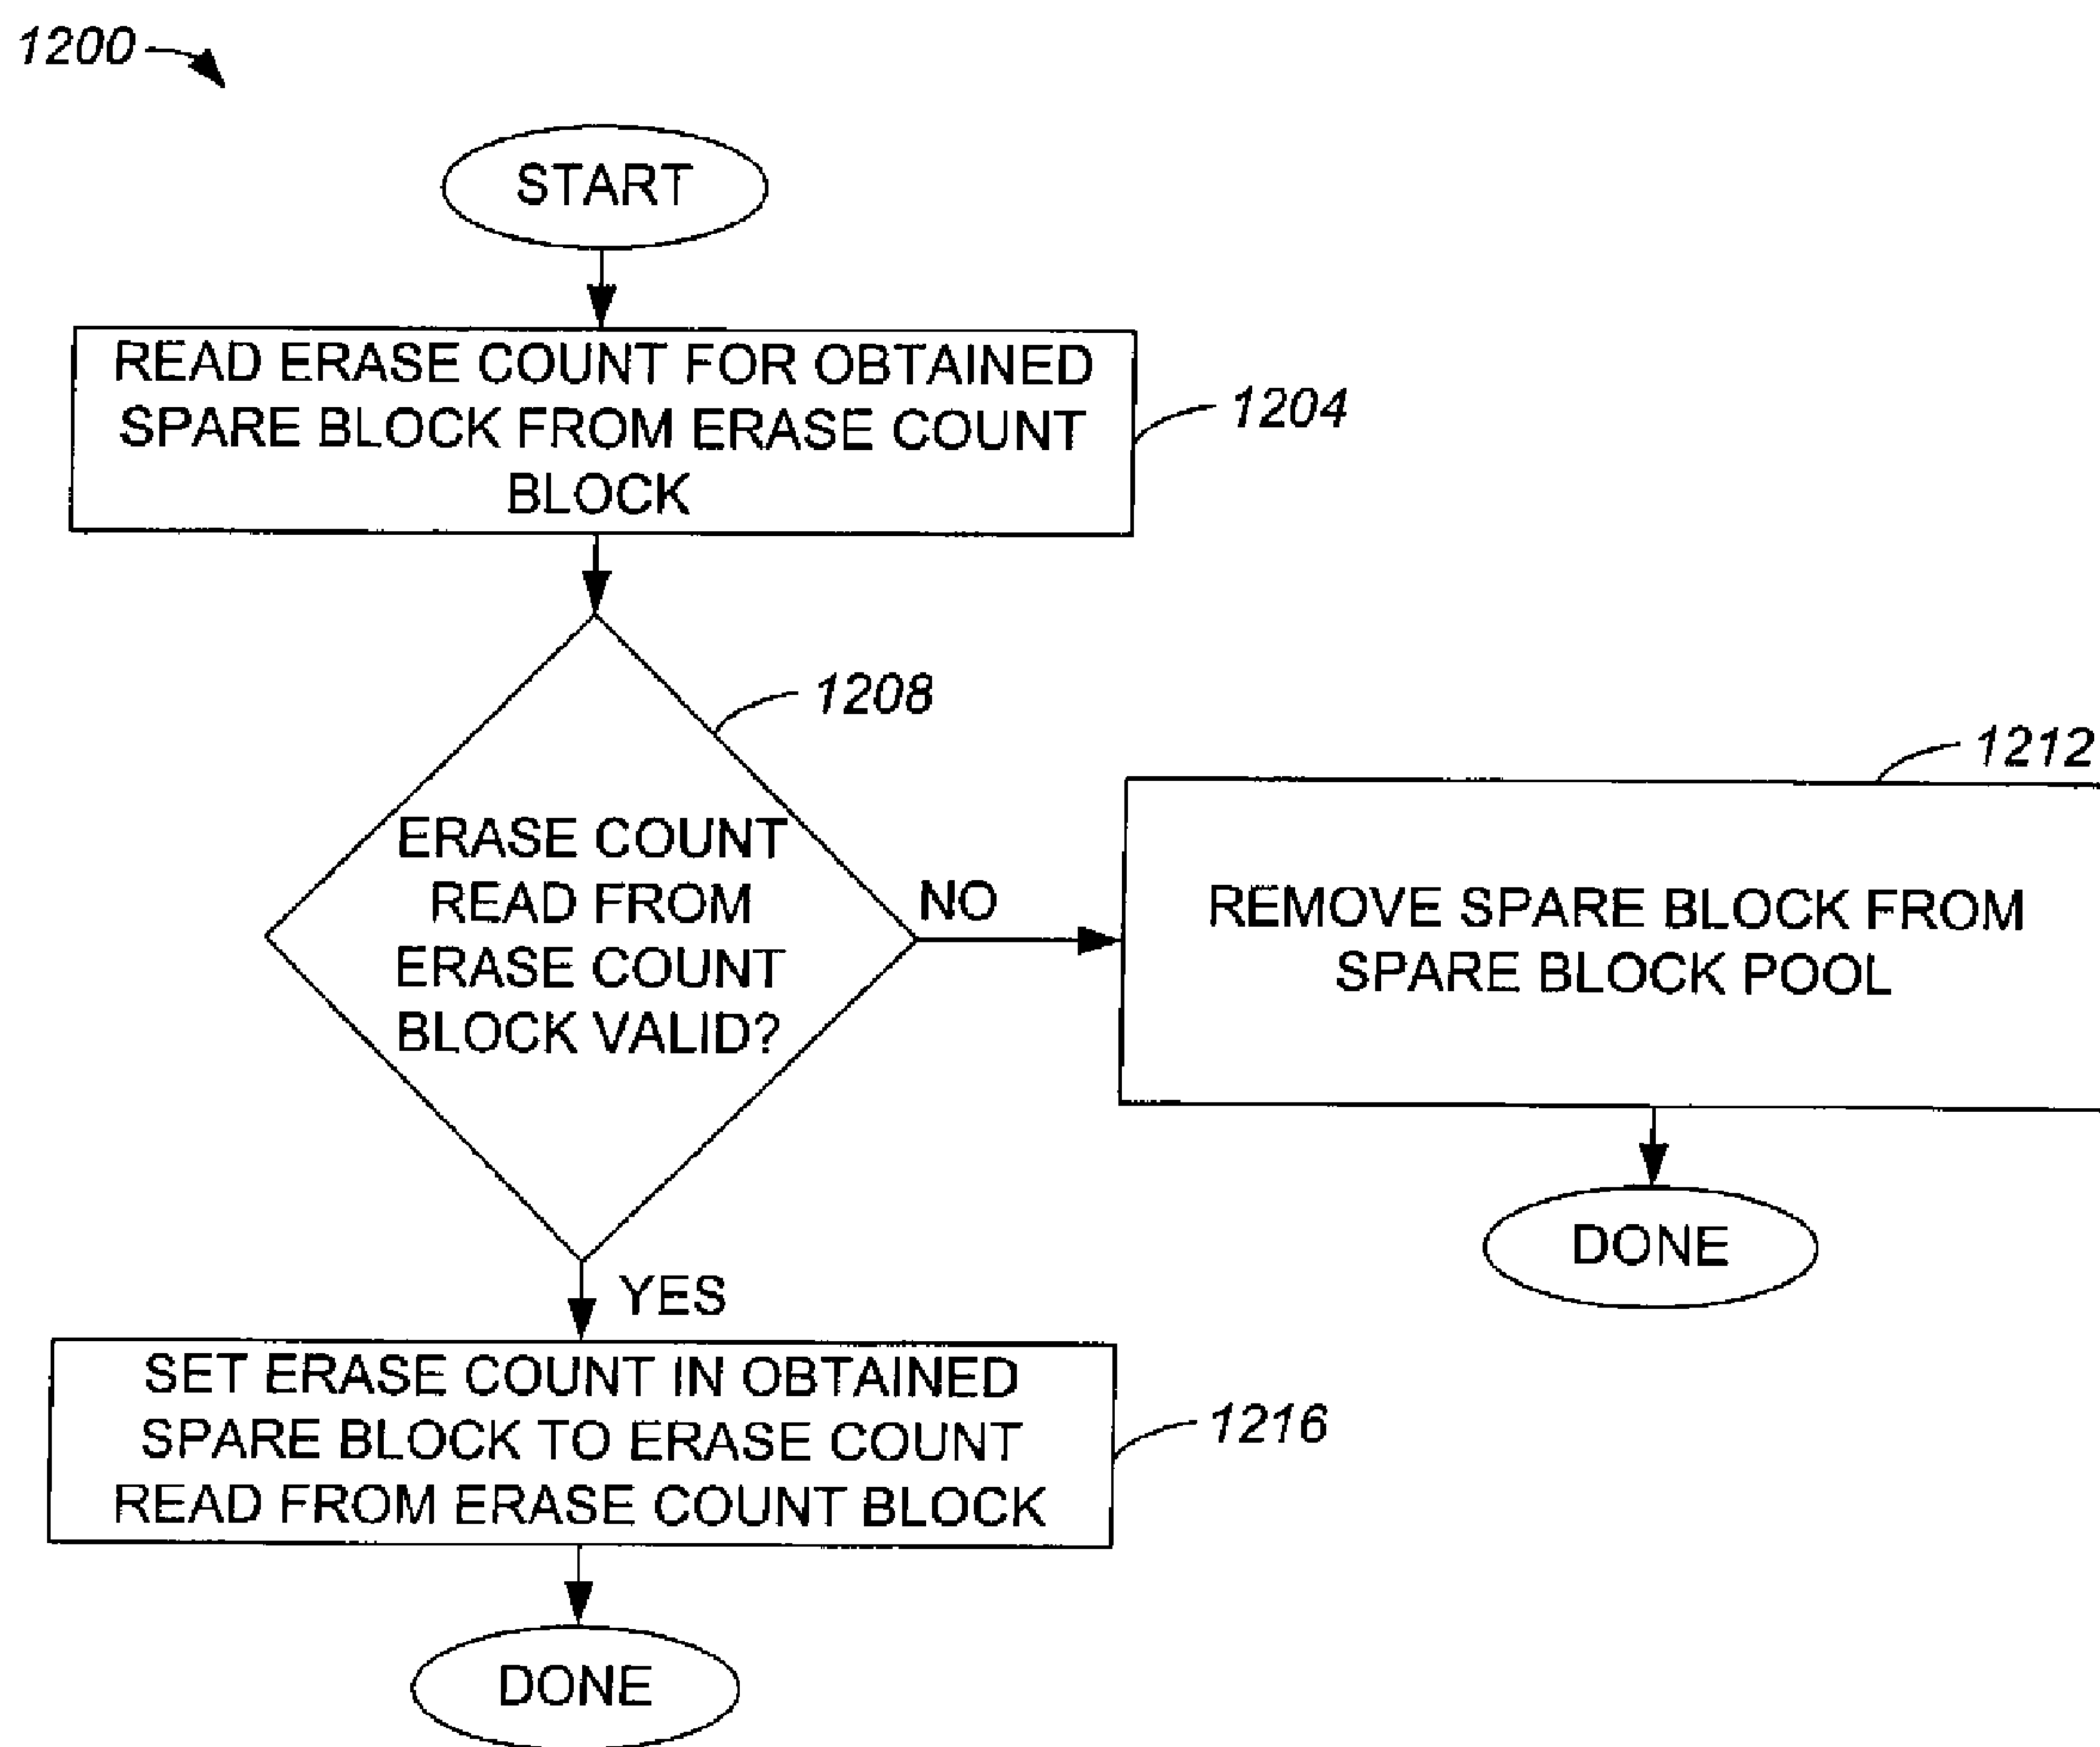 1200
START
READ ERASE COUNT FOR OBTAINED
SPARE BLOCK FROM ERASE COUNT
BLOCK
1204
1208
ERASE COUNT
READ FROM
ERASE COUNT
BLOCK VALID?
NO
1212
REMOVE SPARE BLOCK FROM
SPARE BLOCK POOL
DONE
YES
SET ERASE COUNT IN OBTAINED
SPARE BLOCK TO ERASE COUNT
READ FROM ERASE COUNT BLOCK
1216
DONE